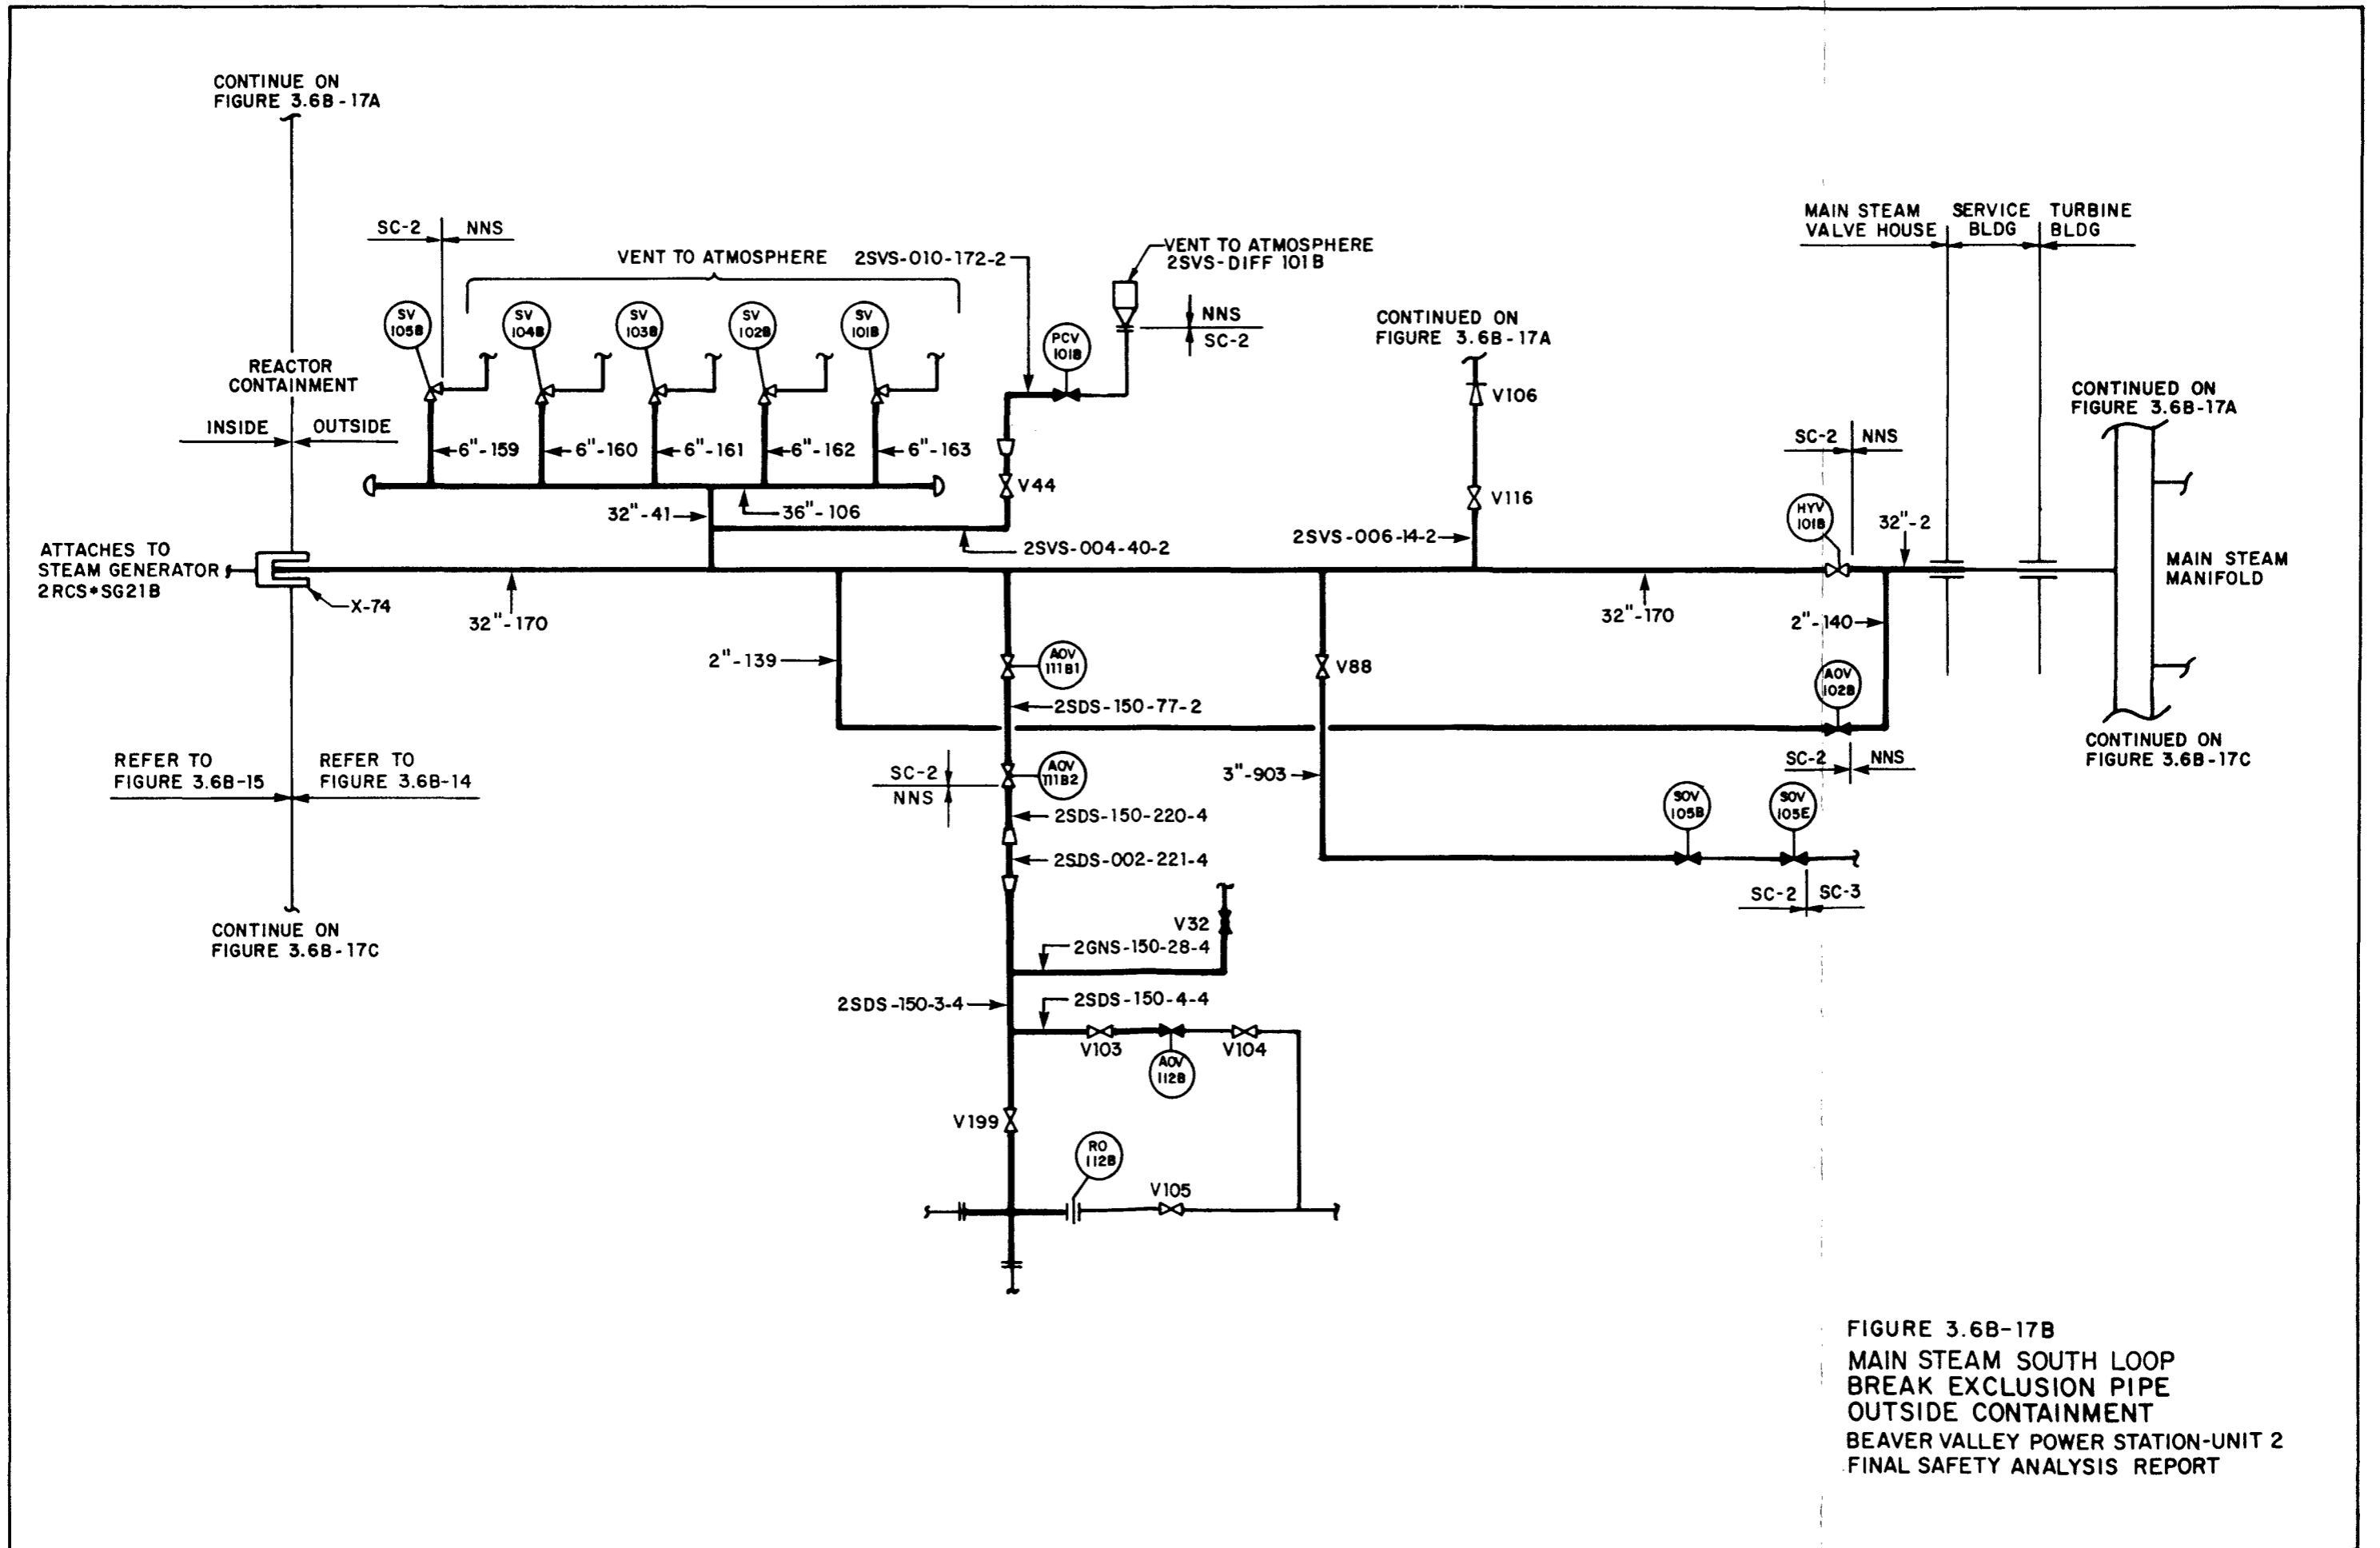 CONTINUE ON
FIGURE 3.6B-17A
SC-2
NNS
VENT TO ATMOSPHERE
2SVS-010-172-2
VENT TO ATMOSPHERE
2SVS-DIFF 101B
NNS
SC-2
MAIN STEAM
VALVE HOUSE
SERVICE
BLDG
TURBINE
BLDG
SV
105B
SV
104B
SV
103B
SV
102B
SV
101B
PCV
101B
CONTINUED ON
FIGURE 3.6B-17A
REACTOR
CONTAINMENT
INSIDE
OUTSIDE
V106
CONTINUED ON
FIGURE 3.6B-17A
6"-159
6"-160
6"-161
6"-162
6"-163
SC-2
NNS
V44
V116
32"-41
36"-106
HYV
101B
32"-2
2SVS-004-40-2
2SVS-006-14-2
ATTACHES TO
STEAM GENERATOR
2RCS*SG21B
X-74
32"-170
32"-170
2"-140
MAIN STEAM
MANIFOLD
2"-139
AOV
111B1
V88
AOV
102B
2SDS-150-77-2
REFER TO
FIGURE 3.6B-15
REFER TO
FIGURE 3.6B-14
SC-2
NNS
AOV
111B2
3"-903
SC-2
NNS
CONTINUED ON
FIGURE 3.6B-17C
SOV
105B
SOV
105E
2SDS-150-220-4
2SDS-002-221-4
SC-2
SC-3
CONTINUE ON
FIGURE 3.6B-17C
V32
2GNS-150-28-4
2SDS-150-3-4
2SDS-150-4-4
V103
AOV
112B
V104
V199
RO
112B
V105
FIGURE 3.6B-17B
MAIN STEAM SOUTH LOOP
BREAK EXCLUSION PIPE
OUTSIDE CONTAINMENT
BEAVER VALLEY POWER STATION-UNIT 2
FINAL SAFETY ANALYSIS REPORT